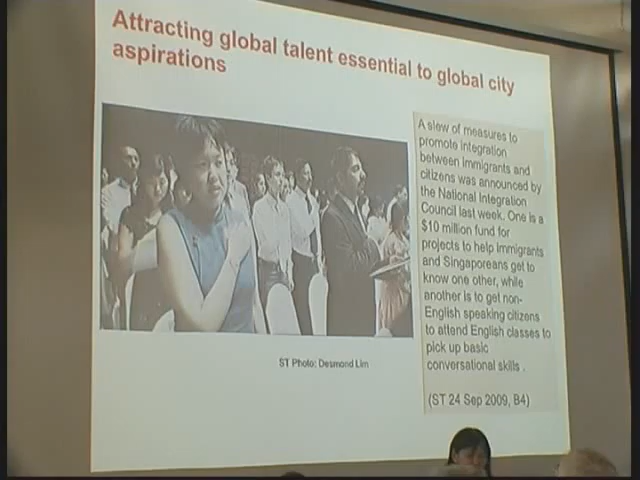 Attracting global talent essential to global city
aspirations
A slew of measures to
promote integration
between immigrants and
citizens was announced by
the National Integration
Council last week. One is a
$10 million fund for
projects to help immigrants
and Singaporeans get to
know one other, while
another is to get non-
English speaking citizens
to attend English classes to
pick up basic
conversational skills .
(ST 24 Sep 2009, B4)
ST Photo: Desmond Lim